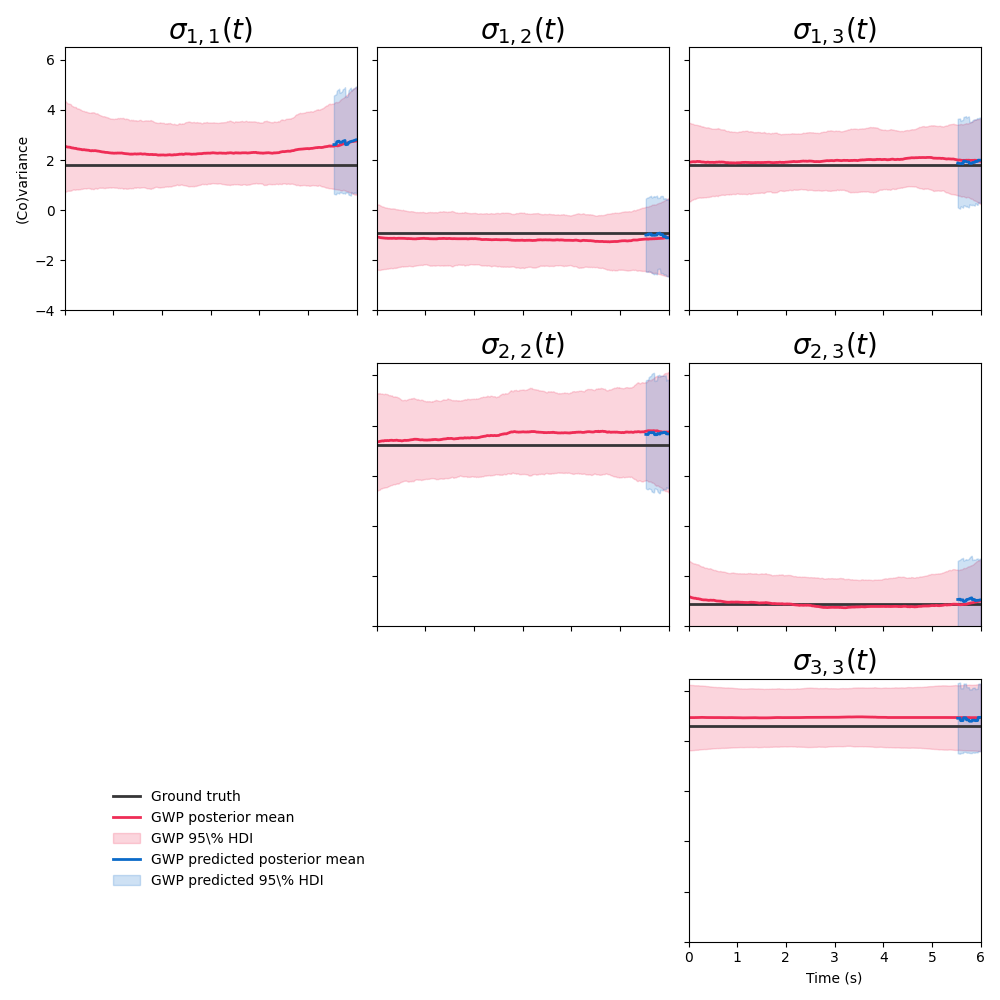 σ₁,₁(t) σ₁,₂(t) σ₁,₃(t)
6
4
2
0
−2
−4
(Co)variance
σ₂,₂(t) σ₂,₃(t)
σ₃,₃(t)
Ground truth
GWP posterior mean
GWP 95\% HDI
GWP predicted posterior mean
GWP predicted 95\% HDI
0 1 2 3 4 5 6
Time (s)